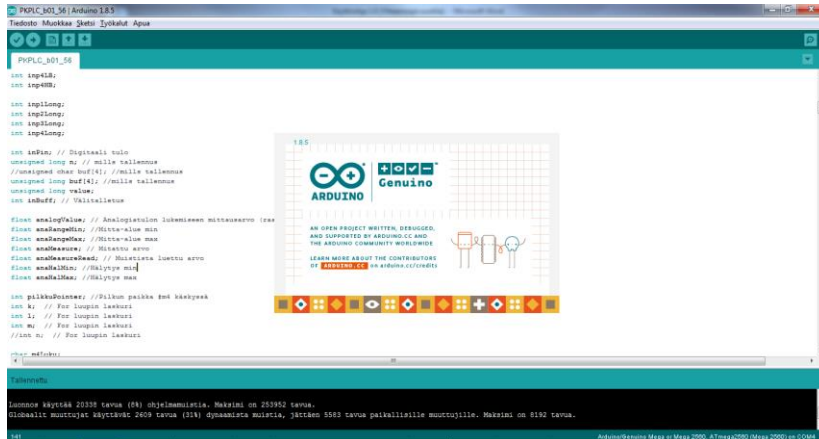 PKPLC_b01_56 | Arduino 1.8.5
Tiedosto Muokkaa Sketsi Työkalut Apua
PKPLC_b01_56
int inp4LB;
int inp4HB;
int inp1Long;
int inp2Long;
int inp3Long;
int inp4Long;
int inPin; // Digitaali tulo
unsigned long n; // mills tallennus
//unsigned char buf[4]; //mills tallennus
unsigned long buf[4]; //mills tallennus
unsigned long value;
int inBuff; // Välitalletus
float analogValue; // Analogistulon lukemiseen mittausarvo (raa
float anaRangeMin; //Mitta-alue min
float anaRangeMax; //Mitta-alue max
float anaMeasure; // Mitattu arvo
float anaMeasureRead; // Muistista luettu arvo
float anaHalMin; //Hälytys min
float anaHalMax; //Hälytys max
int pilkkuPointer; //Pilkun paikka #m4 käskyssä
int k; // For luupin laskuri
int l; // For luupin laskuri
int m; // For luupin laskuri
//int n; // For luupin laskuri
1.8.5
ARDUINO
Genuino
AN OPEN PROJECT WRITTEN, DEBUGGED,
AND SUPPORTED BY ARDUINO.CC AND
THE ARDUINO COMMUNITY WORLDWIDE
LEARN MORE ABOUT THE CONTRIBUTORS
OF ARDUINO.CC on arduino.cc/credits
Tallennettu
Luonnos käyttää 20338 tavua (8%) ohjelmamuistia. Maksimi on 253952 tavua.
Globaalit muuttujat käyttävät 2609 tavua (31%) dynaamista muistia, jättäen 5583 tavua paikallisille muuttujille. Maksimi on 8192 tavua.
141
Arduino/Genuino Mega or Mega 2560, ATmega2560 (Mega 2560) on COM4